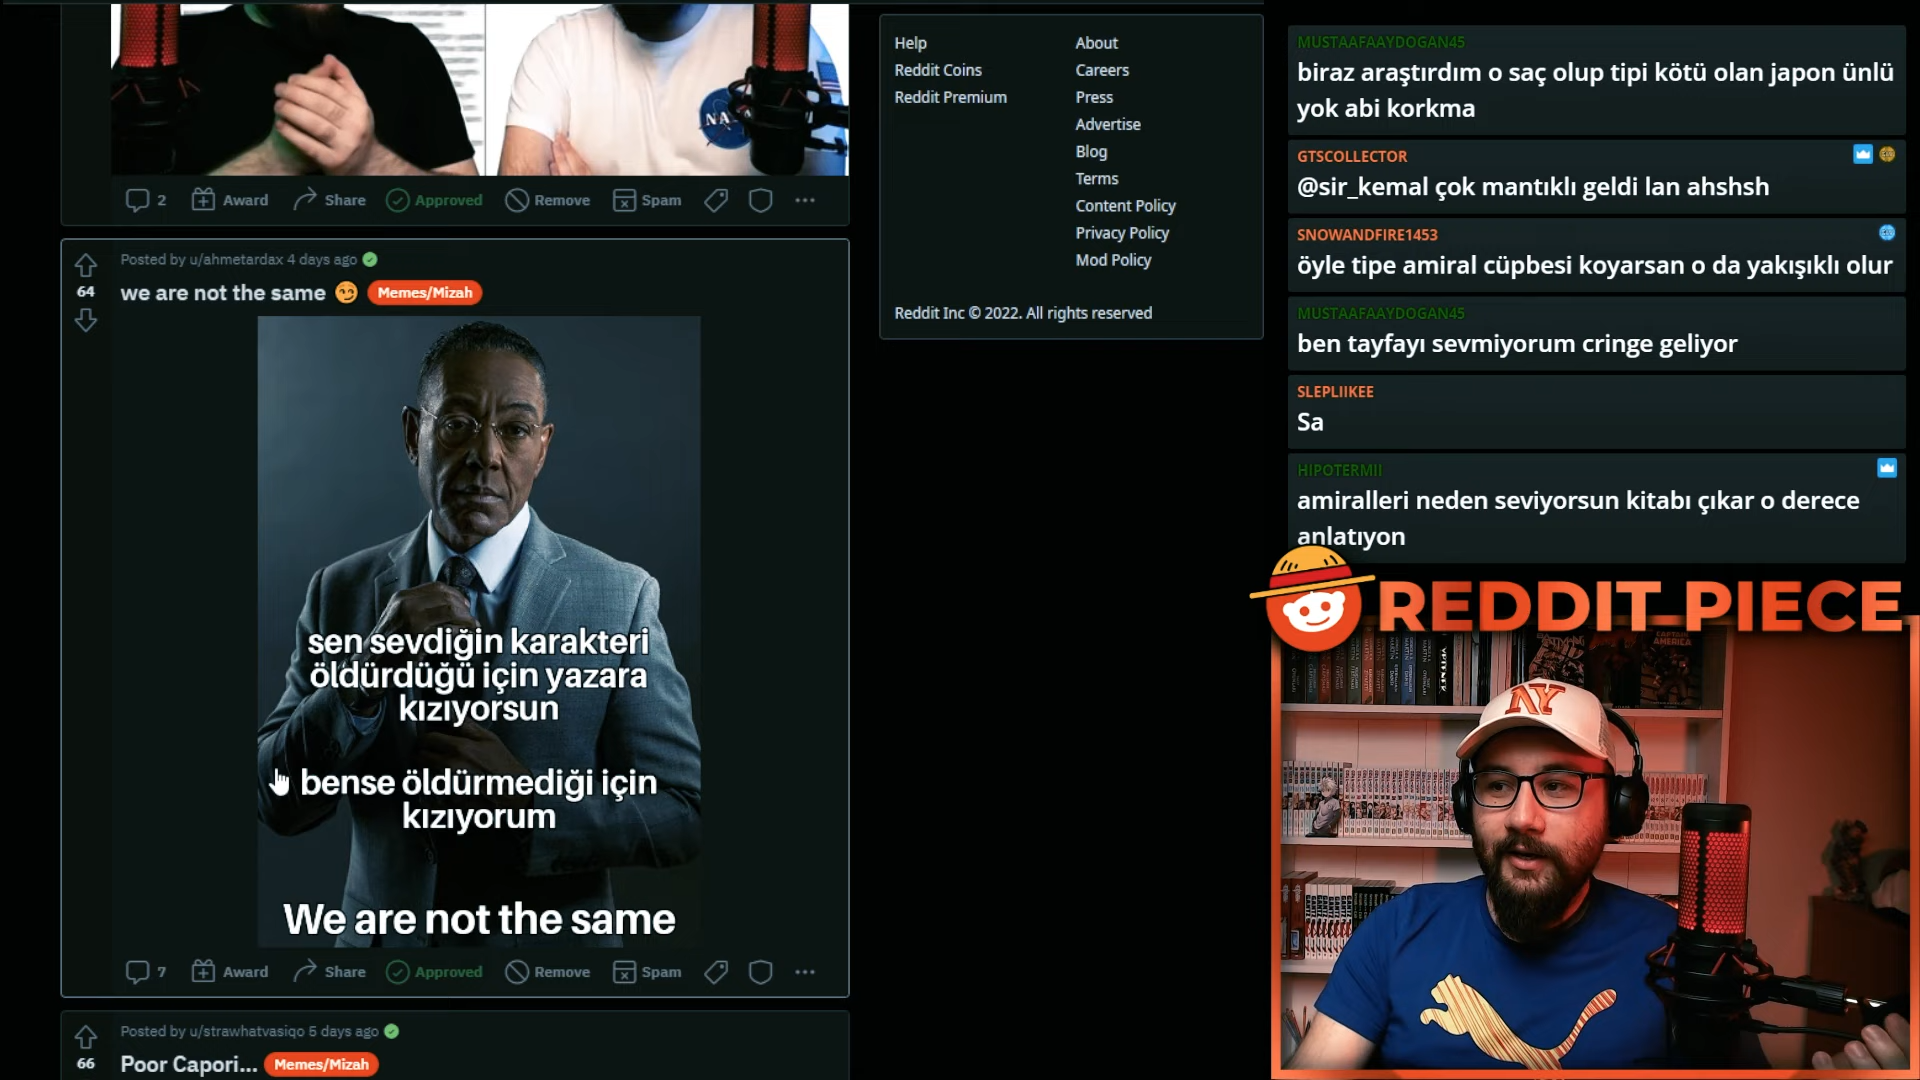 NASA
2 Award Share Approved Remove Spam
Posted by u/ahmetardax 4 days ago
64
we are not the same Memes/Mizah
sen sevdiğin karakteri
öldürdüğü için yazara
kızıyorsun
bense öldürmediği için
kızıyorum
We are not the same
7 Award Share Approved Remove Spam
Posted by u/strawhatvasiqo 5 days ago
66
Poor Capori... Memes/Mizah
Help
Reddit Coins
Reddit Premium
About
Careers
Press
Advertise
Blog
Terms
Content Policy
Privacy Policy
Mod Policy
Reddit Inc © 2022. All rights reserved
MUSTAAFAAYDOGAN45
biraz araştırdım o saç olup tipi kötü olan japon ünlü
yok abi korkma
GTSCOLLECTOR
@sir_kemal çok mantıklı geldi lan ahshsh
SNOWANDFIRE1453
öyle tipe amiral cüpbesi koyarsan o da yakışıklı olur
MUSTAAFAAYDOGAN45
ben tayfayı sevmiyorum cringe geliyor
SLEPLIIKEE
Sa
HIPOTERMII
amiralleri neden seviyorsun kitabı çıkar o derece
anlatıyon
REDDIT PIECE
CAPTAIN
AMERICA
NY